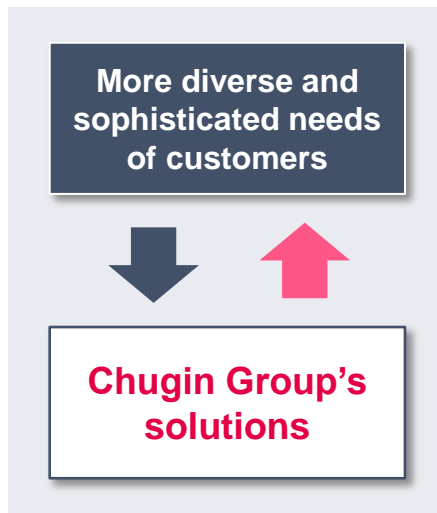 More diverse and
sophisticated needs
of customers
Chugin Group’s
solutions